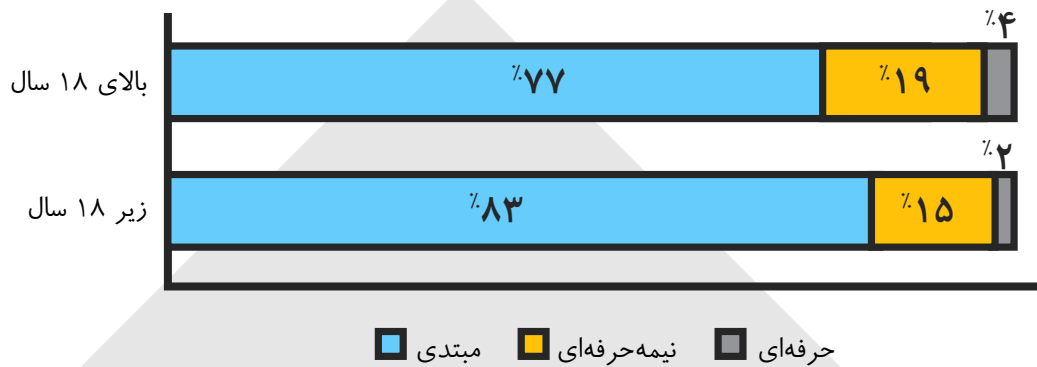 ٪۴
بالای ۱۸ سال ٪۷۷ ٪۱۹
٪۲
زیر ۱۸ سال ٪۸۳ ٪۱۵
مبتدی نیمه‌حرفه‌ای حرفه‌ای